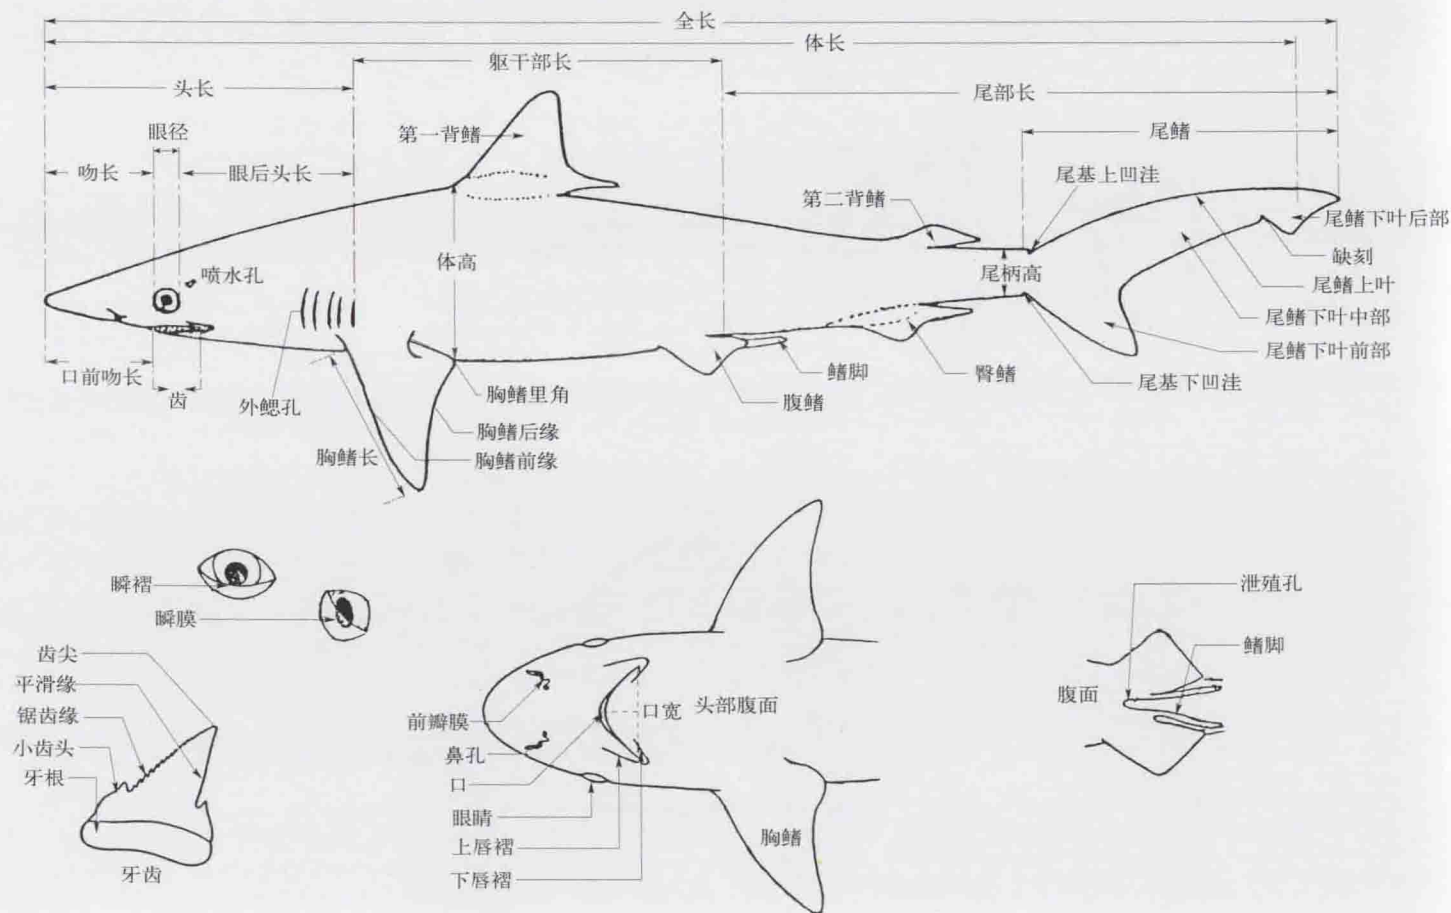 全长
体长
躯干部长
头长
尾部长
眼径
第一背鳍
尾鳍
吻长
眼后头长
尾基上凹洼
第二背鳍
尾鳍下叶后部
体高
缺刻
喷水孔
尾柄高
尾鳍上叶
尾鳍下叶中部
尾鳍下叶前部
口前吻长
鳍脚
臀鳍
尾基下凹洼
齿
外鳃孔
胸鳍里角
腹鳍
胸鳍后缘
胸鳍长
胸鳍前缘
瞬褶
瞬膜
泄殖孔
鳍脚
腹面
齿尖
平滑缘
锯齿缘
小齿头
牙根
牙齿
口宽
头部腹面
前瓣膜
鼻孔
口
眼睛
上唇褶
下唇褶
胸鳍